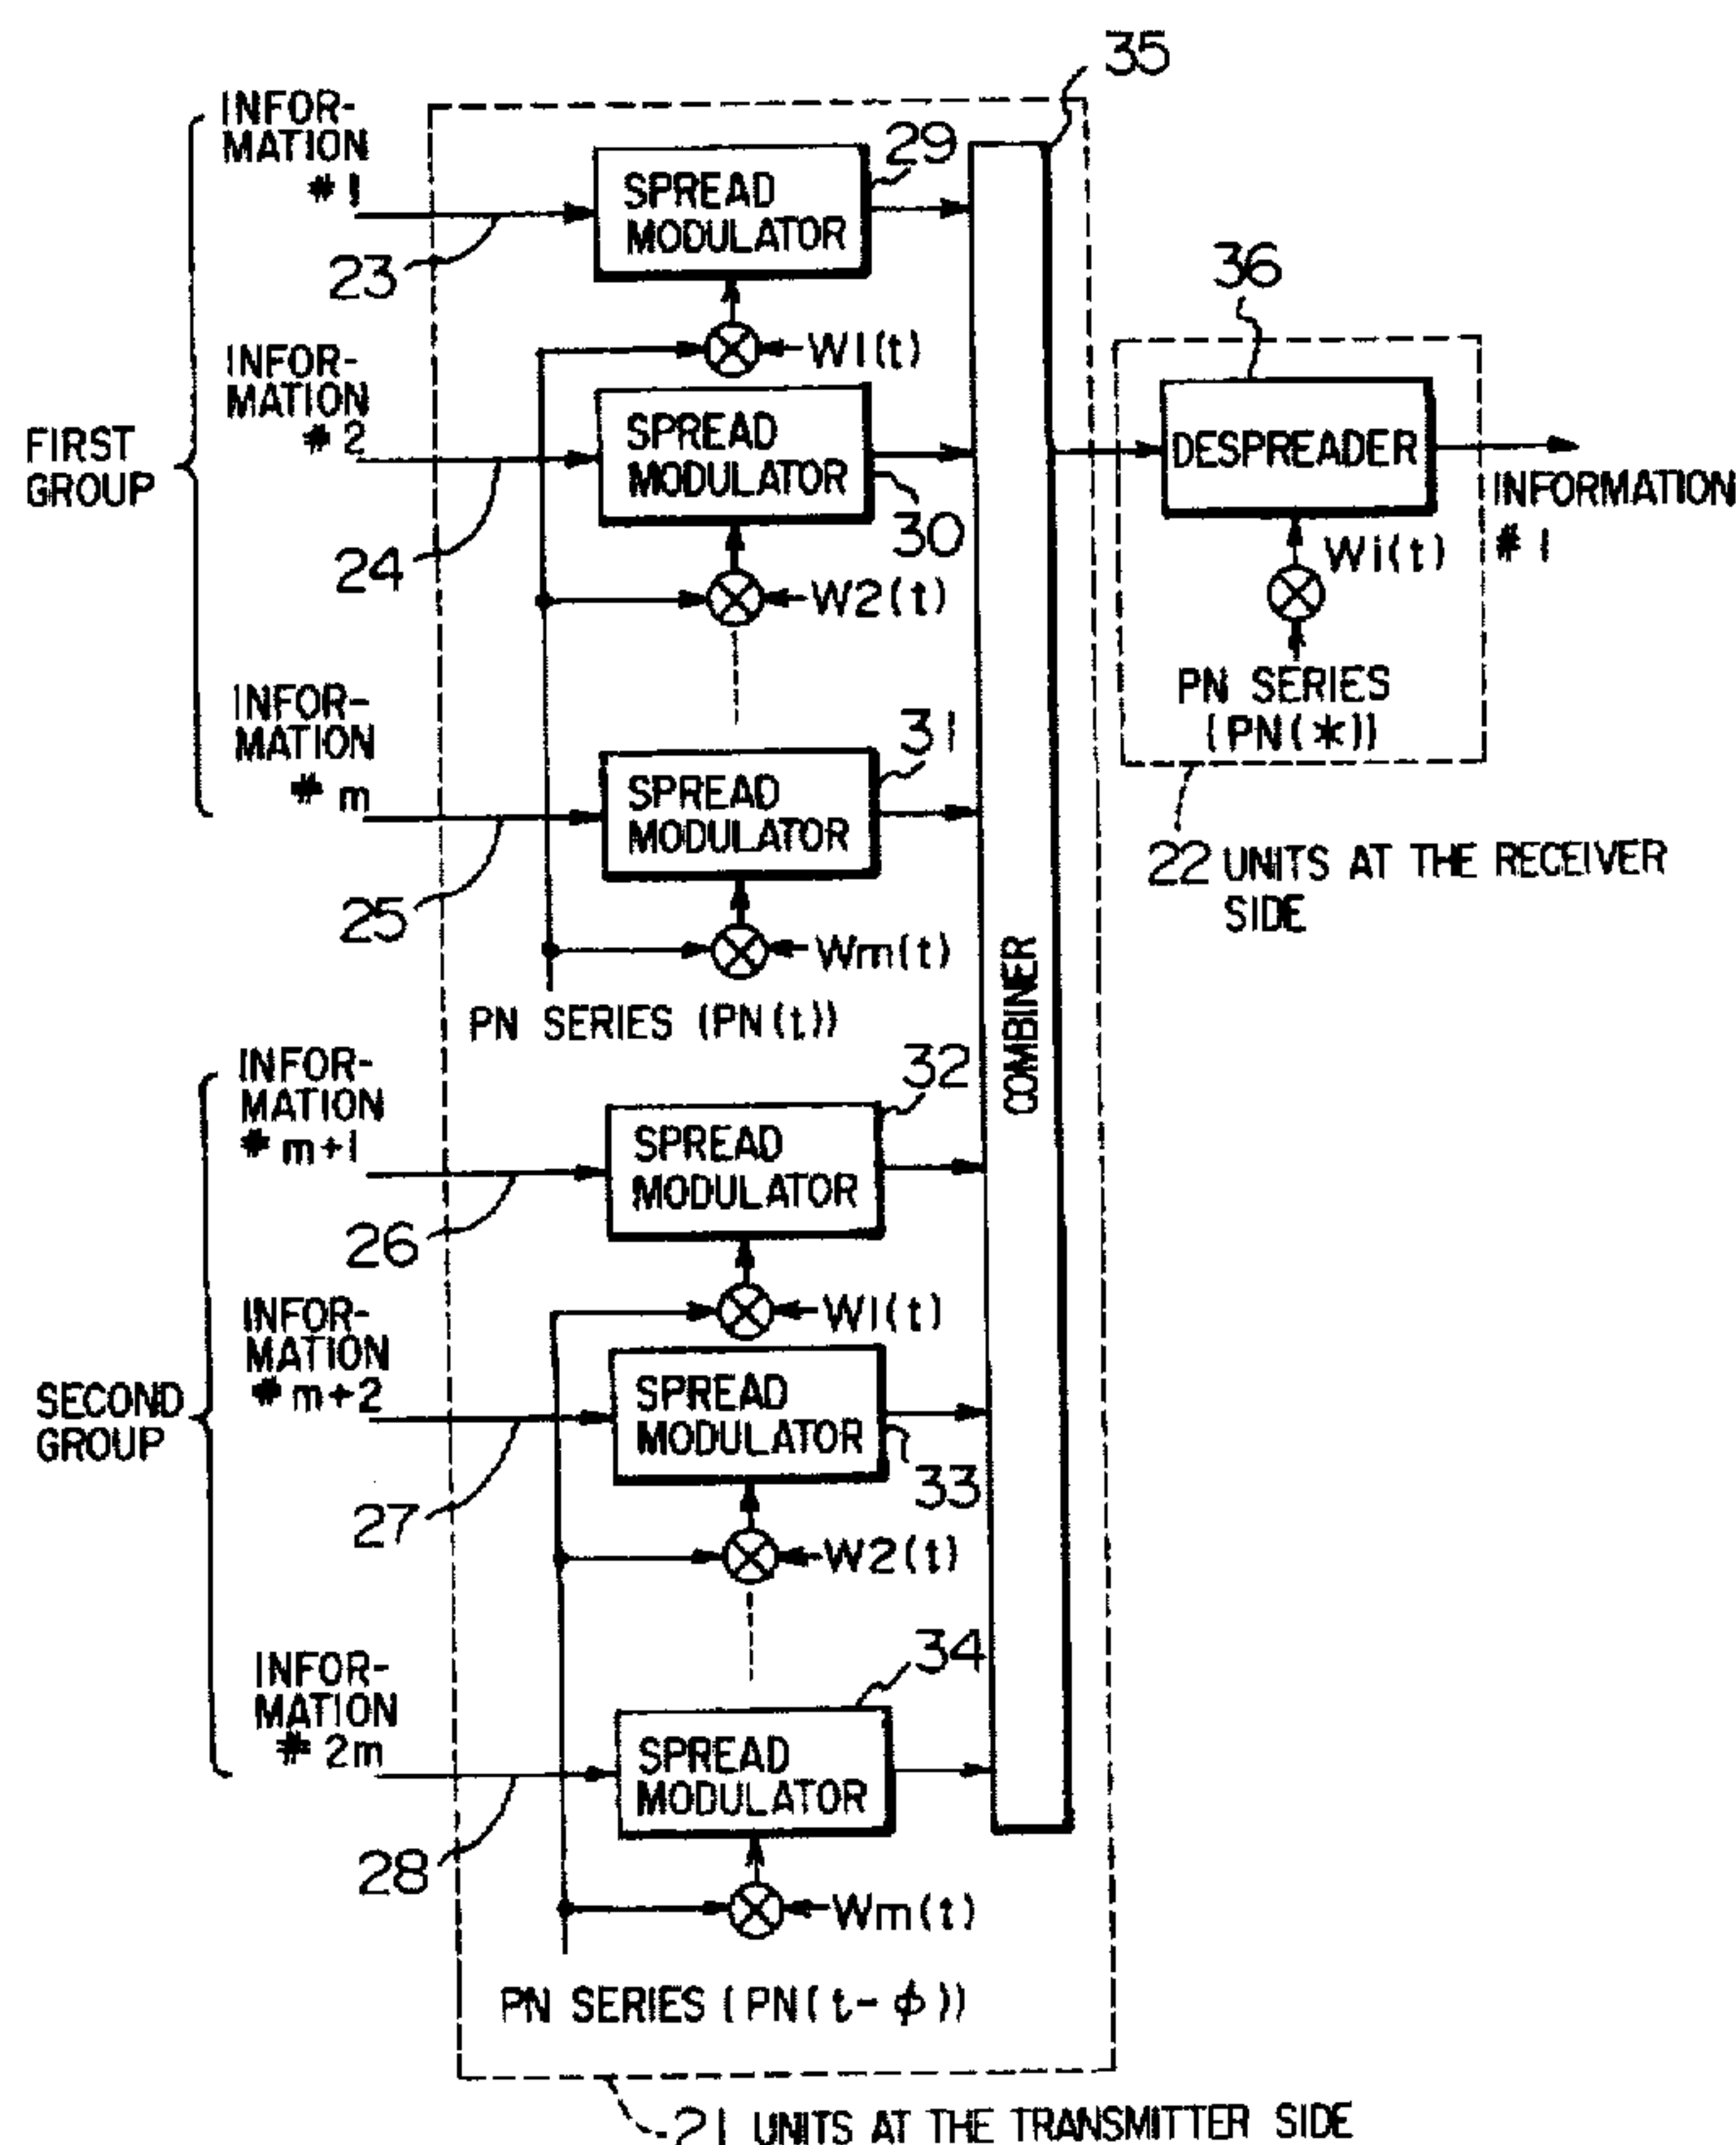 35
INFOR-
MATION
# 1
29
SPREAD
MODULATOR
23
W1(t)
36
INFOR-
MATION
# 2
FIRST
GROUP
SPREAD
MODULATOR
30
24
W2(t)
DESPREADER
INFORMATION
# 1
Wi(t)
PN SERIES
(PN(*))
22 UNITS AT THE RECEIVER
SIDE
INFOR-
MATION
# m
31
SPREAD
MODULATOR
25
Wm(t)
PN SERIES (PN(t))
COMBINER
INFOR-
MATION
# m+1
32
SPREAD
MODULATOR
26
W1(t)
INFOR-
MATION
# m+2
SECOND
GROUP
SPREAD
MODULATOR
33
27
W2(t)
INFOR-
MATION
# 2m
34
SPREAD
MODULATOR
28
Wm(t)
PN SERIES (PN(t-ϕ))
21 UNITS AT THE TRANSMITTER SIDE